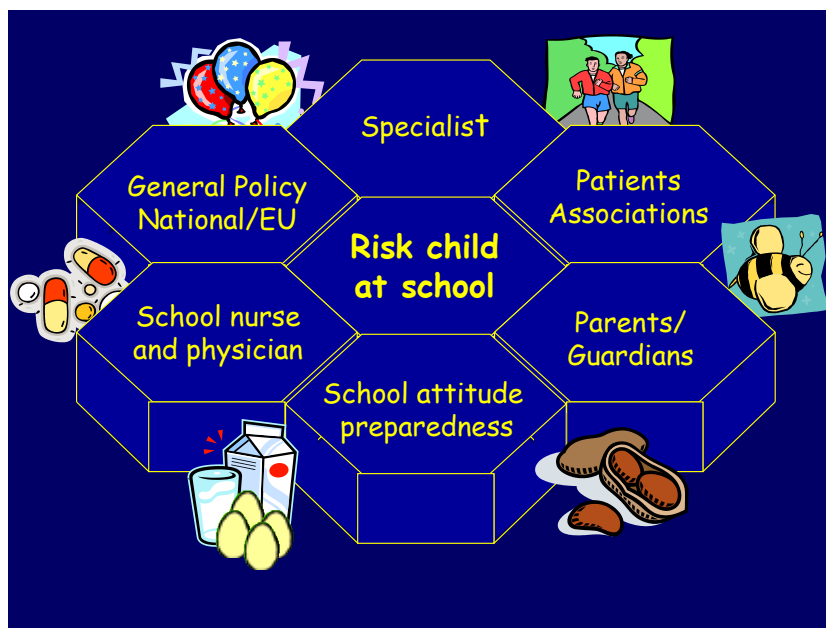 Specialist
General Policy
National/EU
Patients
Associations
Risk child
at school
School nurse
and physician
Parents/
Guardians
School attitude
preparedness